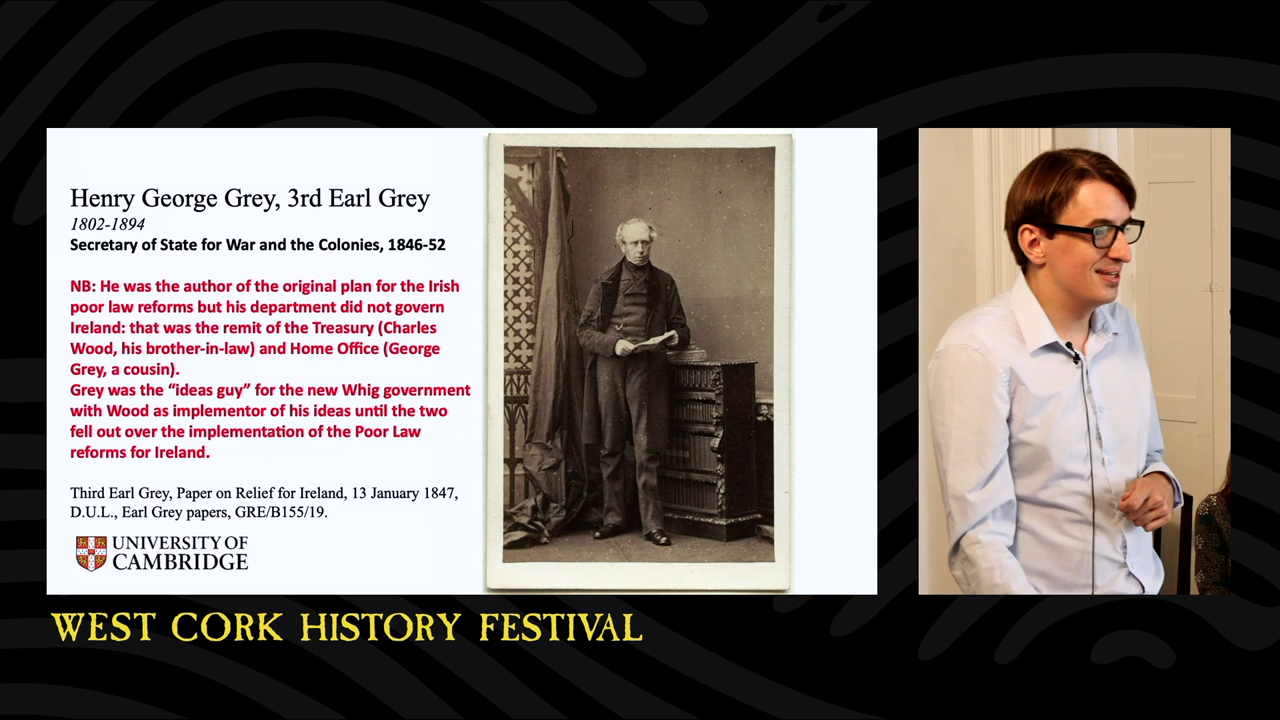 Henry George Grey, 3rd Earl Grey
1802-1894
Secretary of State for War and the Colonies, 1846-52
NB: He was the author of the original plan for the Irish
poor law reforms but his department did not govern
Ireland: that was the remit of the Treasury (Charles
Wood, his brother-in-law) and Home Office (George
Grey, a cousin).
Grey was the “ideas guy” for the new Whig government
with Wood as implementor of his ideas until the two
fell out over the implementation of the Poor Law
reforms for Ireland.
Third Earl Grey, Paper on Relief for Ireland, 13 January 1847,
D.U.L., Earl Grey papers, GRE/B155/19.
UNIVERSITY OF
CAMBRIDGE
WEST CORK HISTORY FESTIVAL